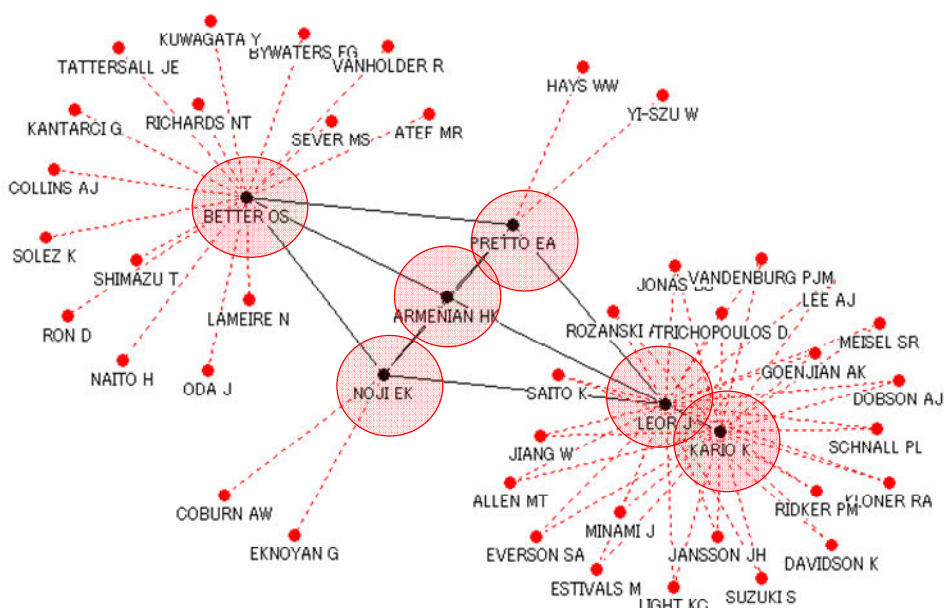 KUWAGATA Y
BYWATERS FG
TATTERSALL JE
VANHOLDER R
HAYS WW
YI-SZU W
KANTARCI G.
RICHARDS NT
SEVER MS
ATEF MR
COLLINS AJ
BETTER OS
SOLEZ K
PRETTO EA
SHIMAZU T.
VANDENBURG PJM
JONAS
LEE AJ
LAMEIRE N
ARMENIAN HK
RON D
ROZANSKI
TRICHOPOULOS D.
MEISEL SR
GOENJIAN AK
NAITO H
ODA J
NOJI EK
SAITO K
DOBSON AJ
LEOR J
SCHNALL PL
KARIO K
JIANG W
ALLEN MT
KLONER RA
RIDKER PM
COBURN AW
MINAMI J
EKNOYAN G
EVERSON SA
JANSSON JH
DAVIDSON K
ESTIVALS M
SUZUKI S
LIGHT KC